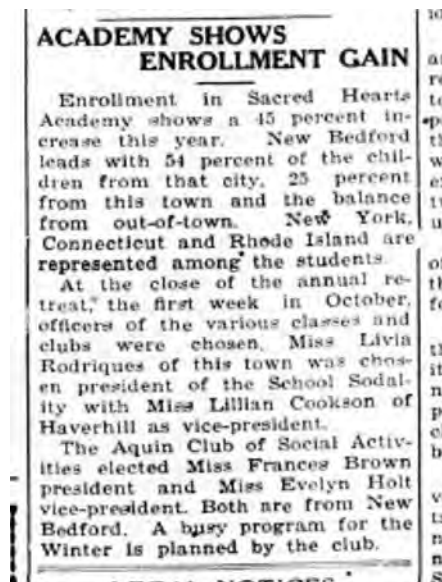 ACADEMY SHOWS
ENROLLMENT GAIN
Enrollment in Sacred Hearts
Academy shows a 45 percent in-
crease this year. New Bedford
leads with 54 percent of the chil-
dren from that city, 25 percent
from this town and the balance
from out-of-town. New York,
Connecticut and Rhode Island are
represented among the students.
At the close of the annual re-
treat, the first week in October,
officers of the various classes and
clubs were chosen. Miss Livia
Rodriques of this town was chos-
en president of the School Sodal-
ity with Miss Lillian Cookson of
Haverhill as vice-president.
The Aquin Club of Social Activ-
ities elected Miss Frances Brown
president and Miss Evelyn Holt
vice-president. Both are from New
Bedford. A busy program for the
Winter is planned by the club.